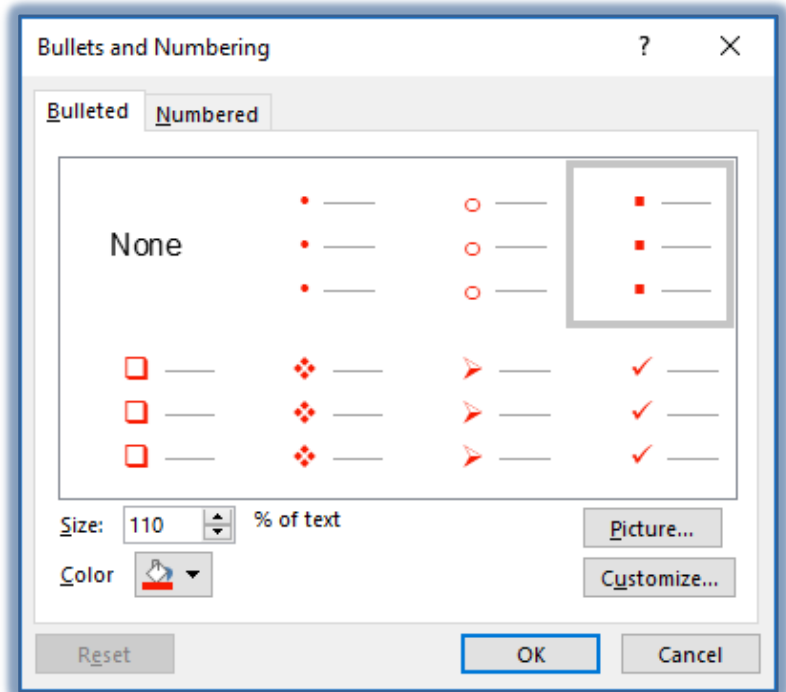 Bullets and Numbering
Bulleted
Numbered
None
Size:
110
% of text
Picture...
Color
Customize...
Reset
OK
Cancel